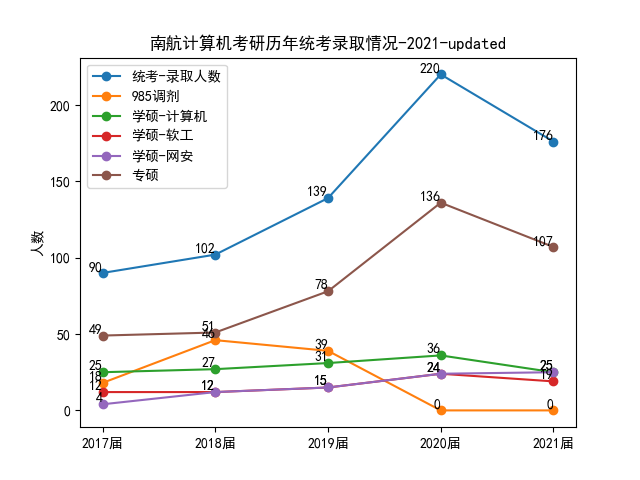 南航计算机考研历年统考录取情况-2021-updated
统考-录取人数
985调剂
学硕-计算机
学硕-软工
学硕-网安
专硕
人数
200
150
100
50
0
90
102
139
220
176
49
51
78
136
107
25
27
31
36
25
18
46
39
0
0
12
12
15
24
19
4
12
15
24
25
2017届
2018届
2019届
2020届
2021届